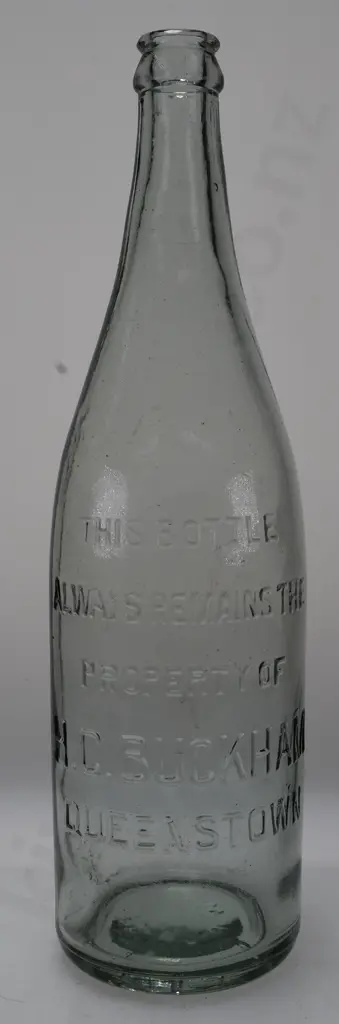 THIS BOTTLE
ALWAYS REMAINS THE
PROPERTY OF
H.C. BUCKHAM
QUEENSTOWN